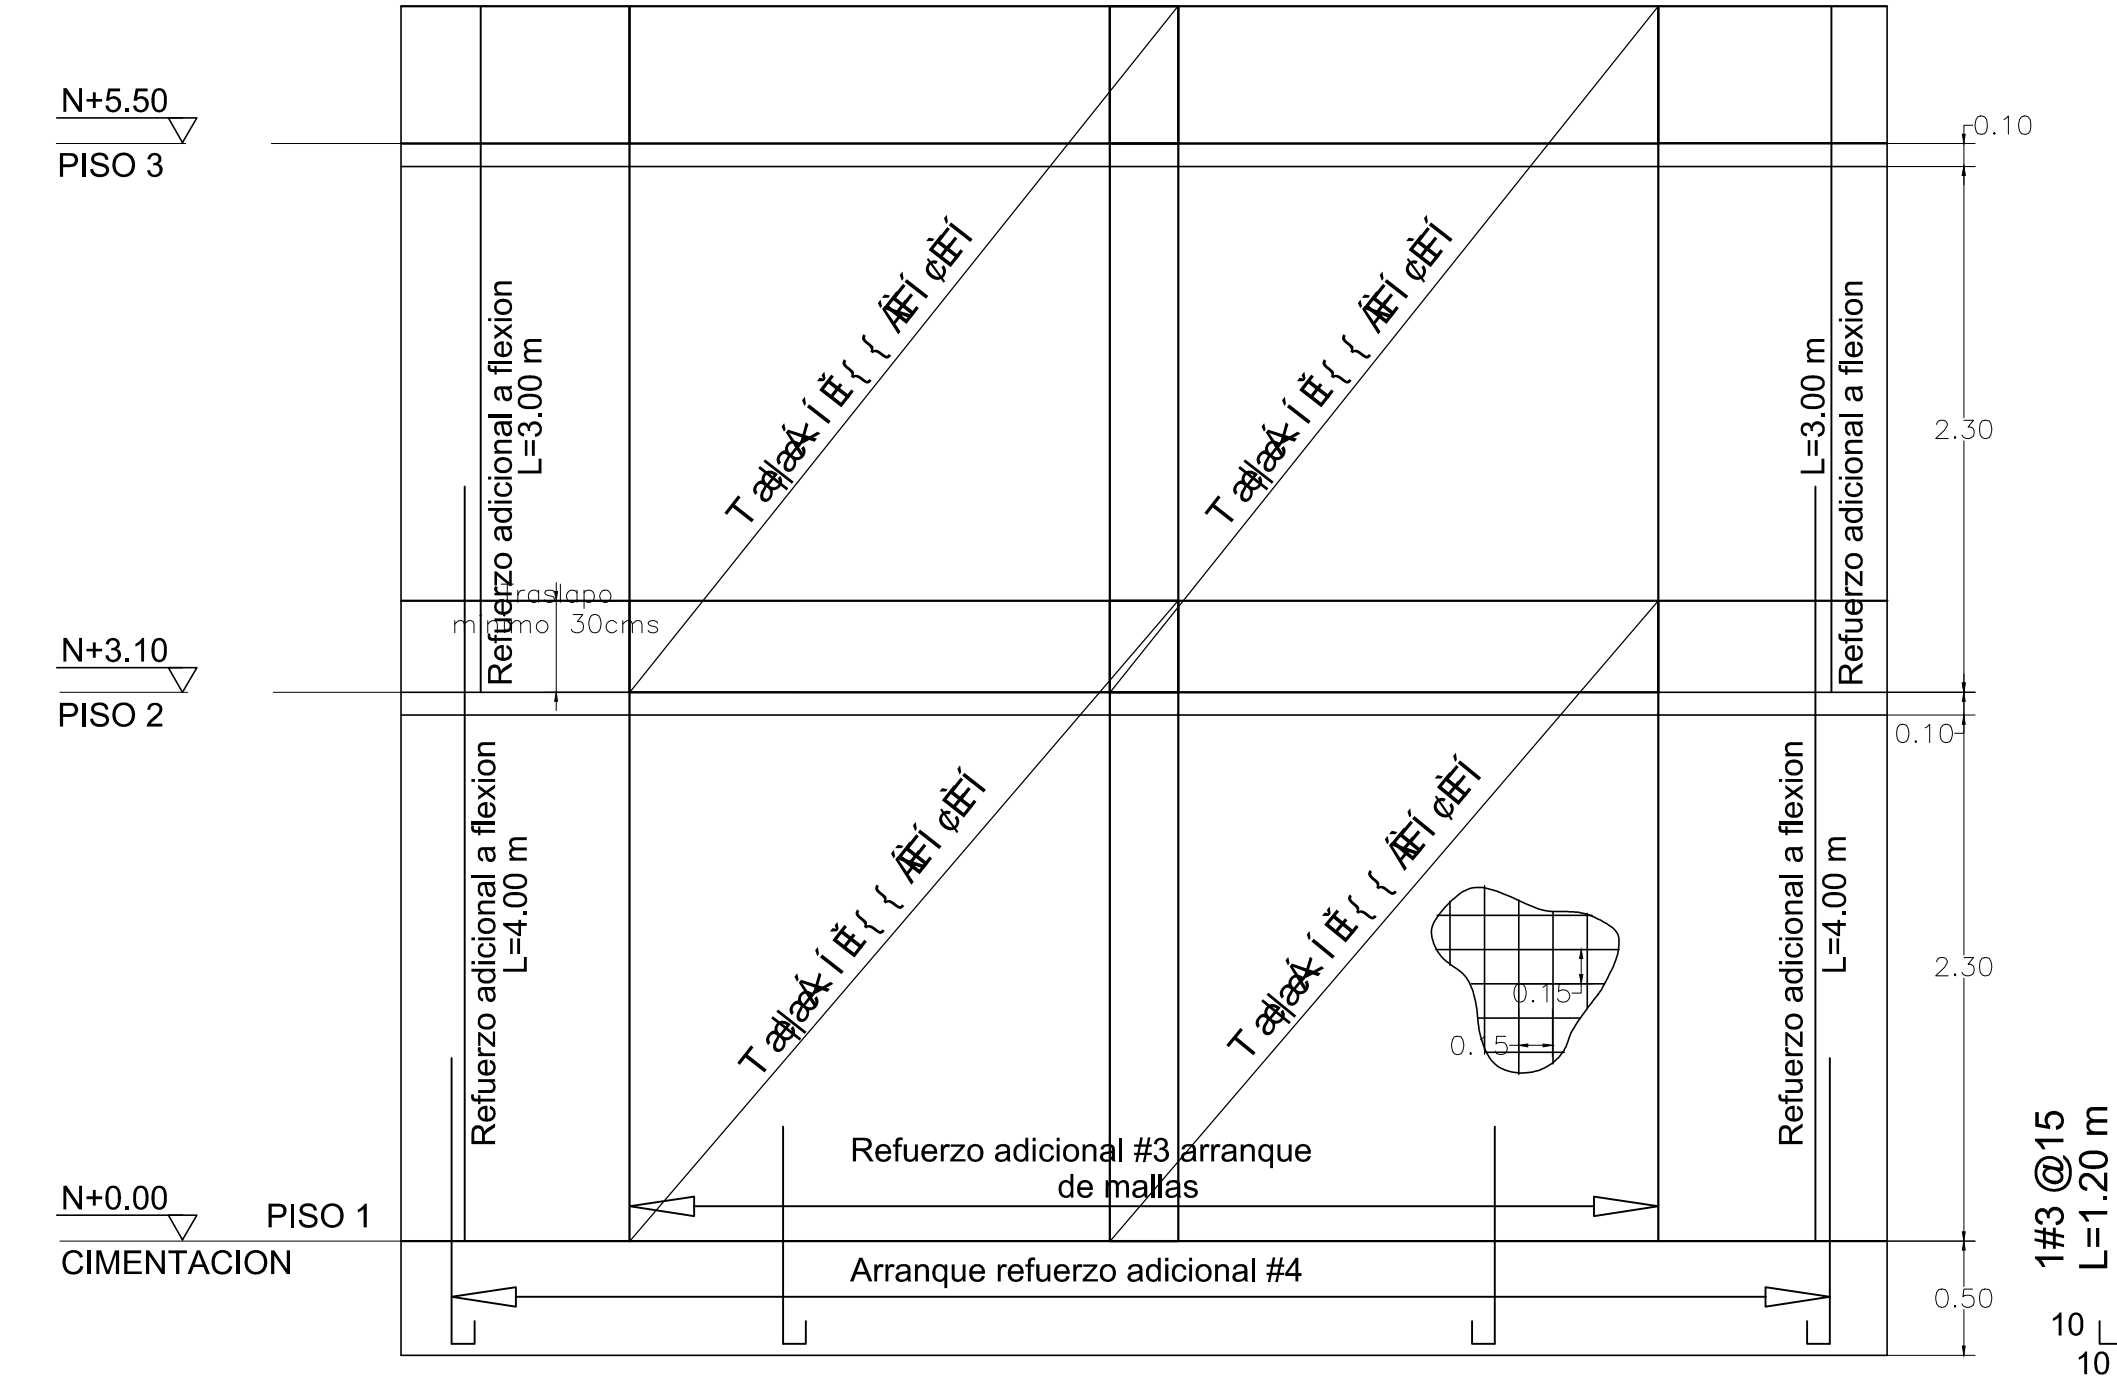 N+5.50
PISO 3
0.10
Refuerzo adicional a flexion
L=3.00 m
L=3.00 m
Refuerzo adicional a flexion
2.30
Traslapo
minimo 30cms
N+3.10
PISO 2
0.10
Refuerzo adicional a flexion
L=4.00 m
Refuerzo adicional a flexion
L=4.00 m
2.30
0.15
0.15
Refuerzo adicional #3 arranque
de mallas
N+0.00
PISO 1
CIMENTACION
Arranque refuerzo adicional #4
0.50
1#3 @15
L=1.20 m
10
10